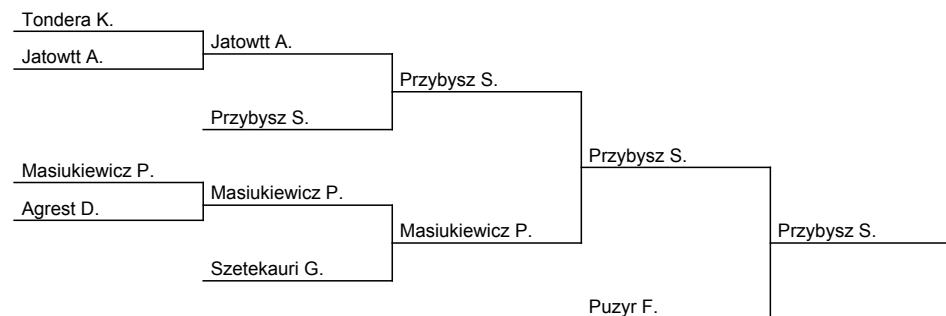 Tondera K.
Jatowtt A.
Jatowtt A.
Przybysz S.
Przybysz S.
Przybysz S.
Masiukiewicz P.
Masiukiewicz P.
Agrest D.
Masiukiewicz P.
Przybysz S.
Szetekauri G.
Puzyr F.